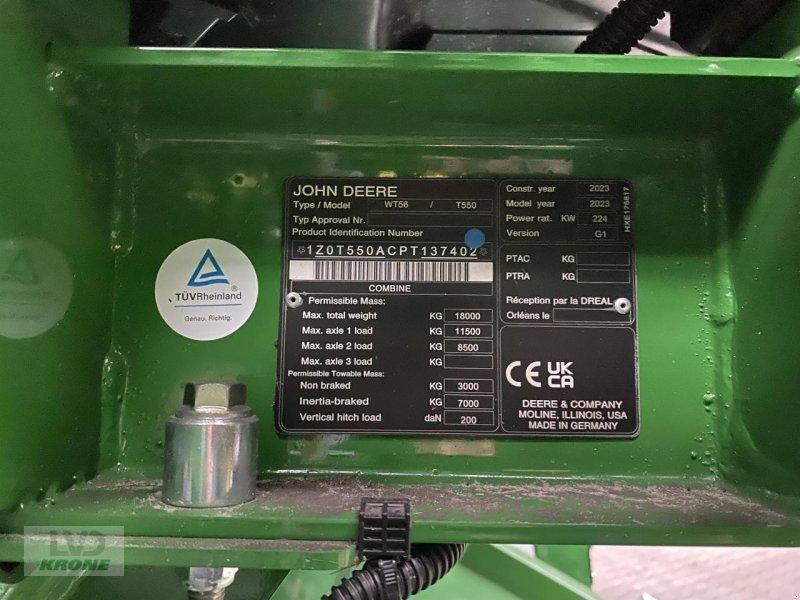 JOHN DEERE
Type / Model WT56 / T550
Typ Approval Nr.
Product Identification Number
*1Z0T550ACPT137402*
COMBINE
Permissible Mass:
Max. total weight KG 18000
Max. axle 1 load KG 11500
Max. axle 2 load KG 8500
Max. axle 3 load KG
Permissible Towable Mass:
Non braked KG 3000
Inertia-braked KG 7000
Vertical hitch load daN 200
Constr. year 2023
Model year 2023
Power rat. KW 224
Version G1
HXE175817
PTAC KG
PTRA KG
Réception par la DREAL
Orléans le
CE UK
CA
DEERE & COMPANY
MOLINE, ILLINOIS, USA
MADE IN GERMANY
TÜVRheinland®
Genau. Richtig.
LVD
KRONE